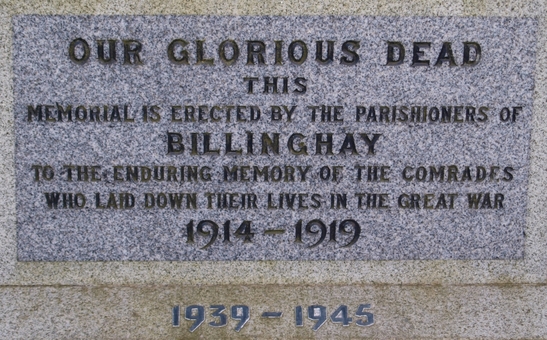 OUR GLORIOUS DEAD
THIS
MEMORIAL IS ERECTED BY THE PARISHIONERS OF
BILLINGHAY
TO THE ENDURING MEMORY OF THE COMRADES
WHO LAID DOWN THEIR LIVES IN THE GREAT WAR
1914 - 1919
1939 - 1945